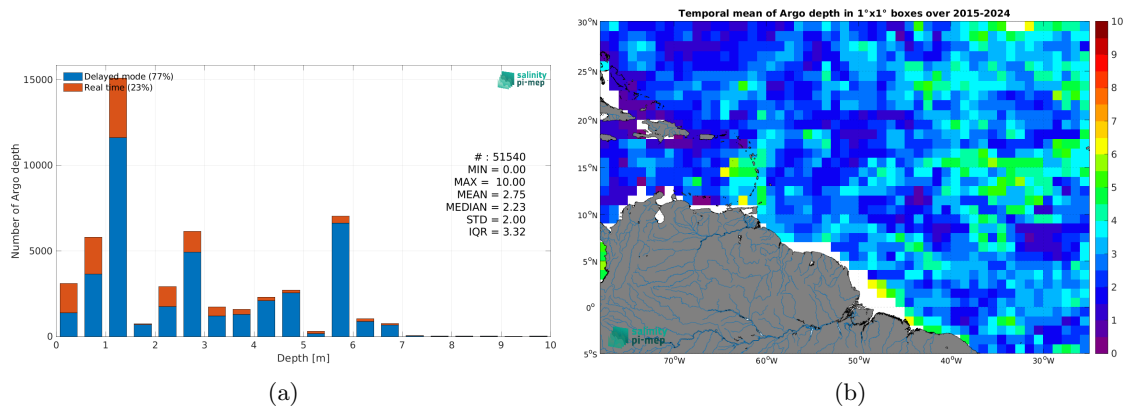 Temporal mean of Argo depth in 1°x1° boxes over 2015-2024
Delayed mode (77%)
Real time (23%)
salinity
pi-mep
# : 51540
MIN = 0.00
MAX = 10.00
MEAN = 2.75
MEDIAN = 2.23
STD = 2.00
IQR = 3.32
Number of Argo depth
15000
10000
5000
0
0 1 2 3 4 5 6 7 8 9 10
Depth [m]
(a)
30°N
25°N
20°N
15°N
10°N
5°N
0°
5°S
70°W 60°W 50°W 40°W 30°W
salinity
pi-mep
10
9
8
7
6
5
4
3
2
1
0
(b)